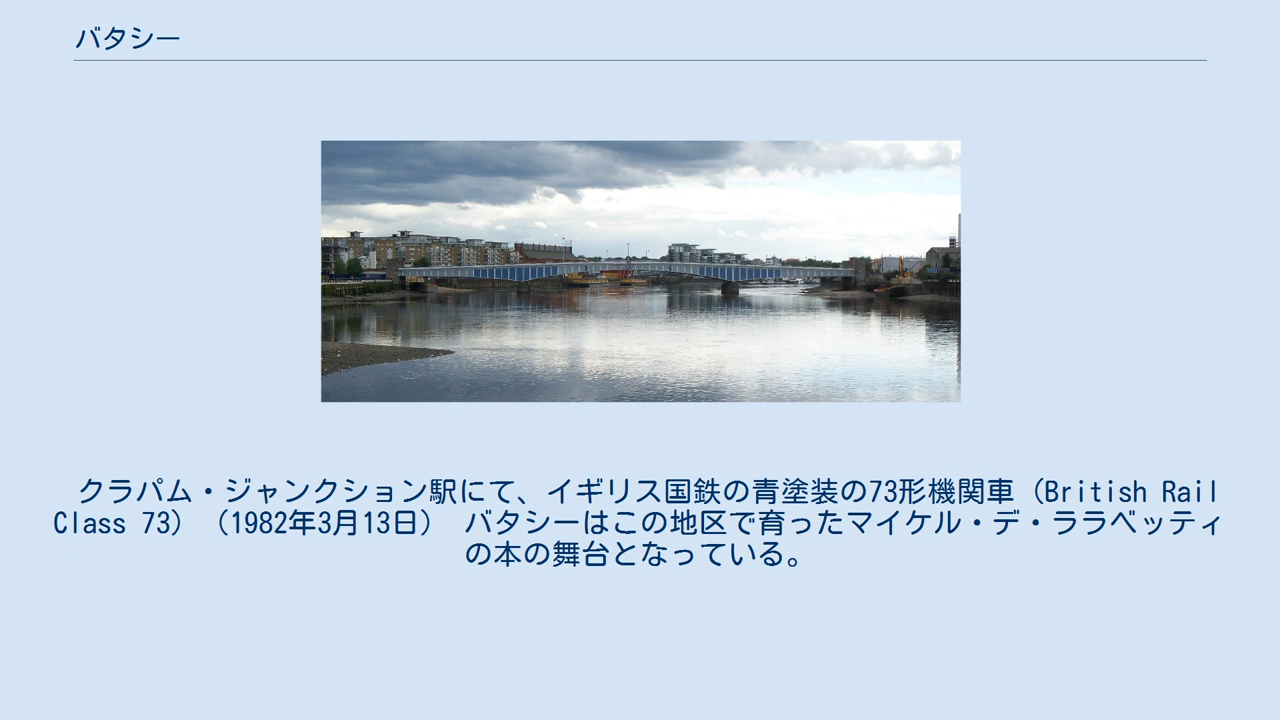 バタシー
クラパム・ジャンクション駅にて、イギリス国鉄の青塗装の73形機関車（British Rail
Class 73）（1982年3月13日） バタシーはこの地区で育ったマイケル・デ・ララベッティ
の本の舞台となっている。